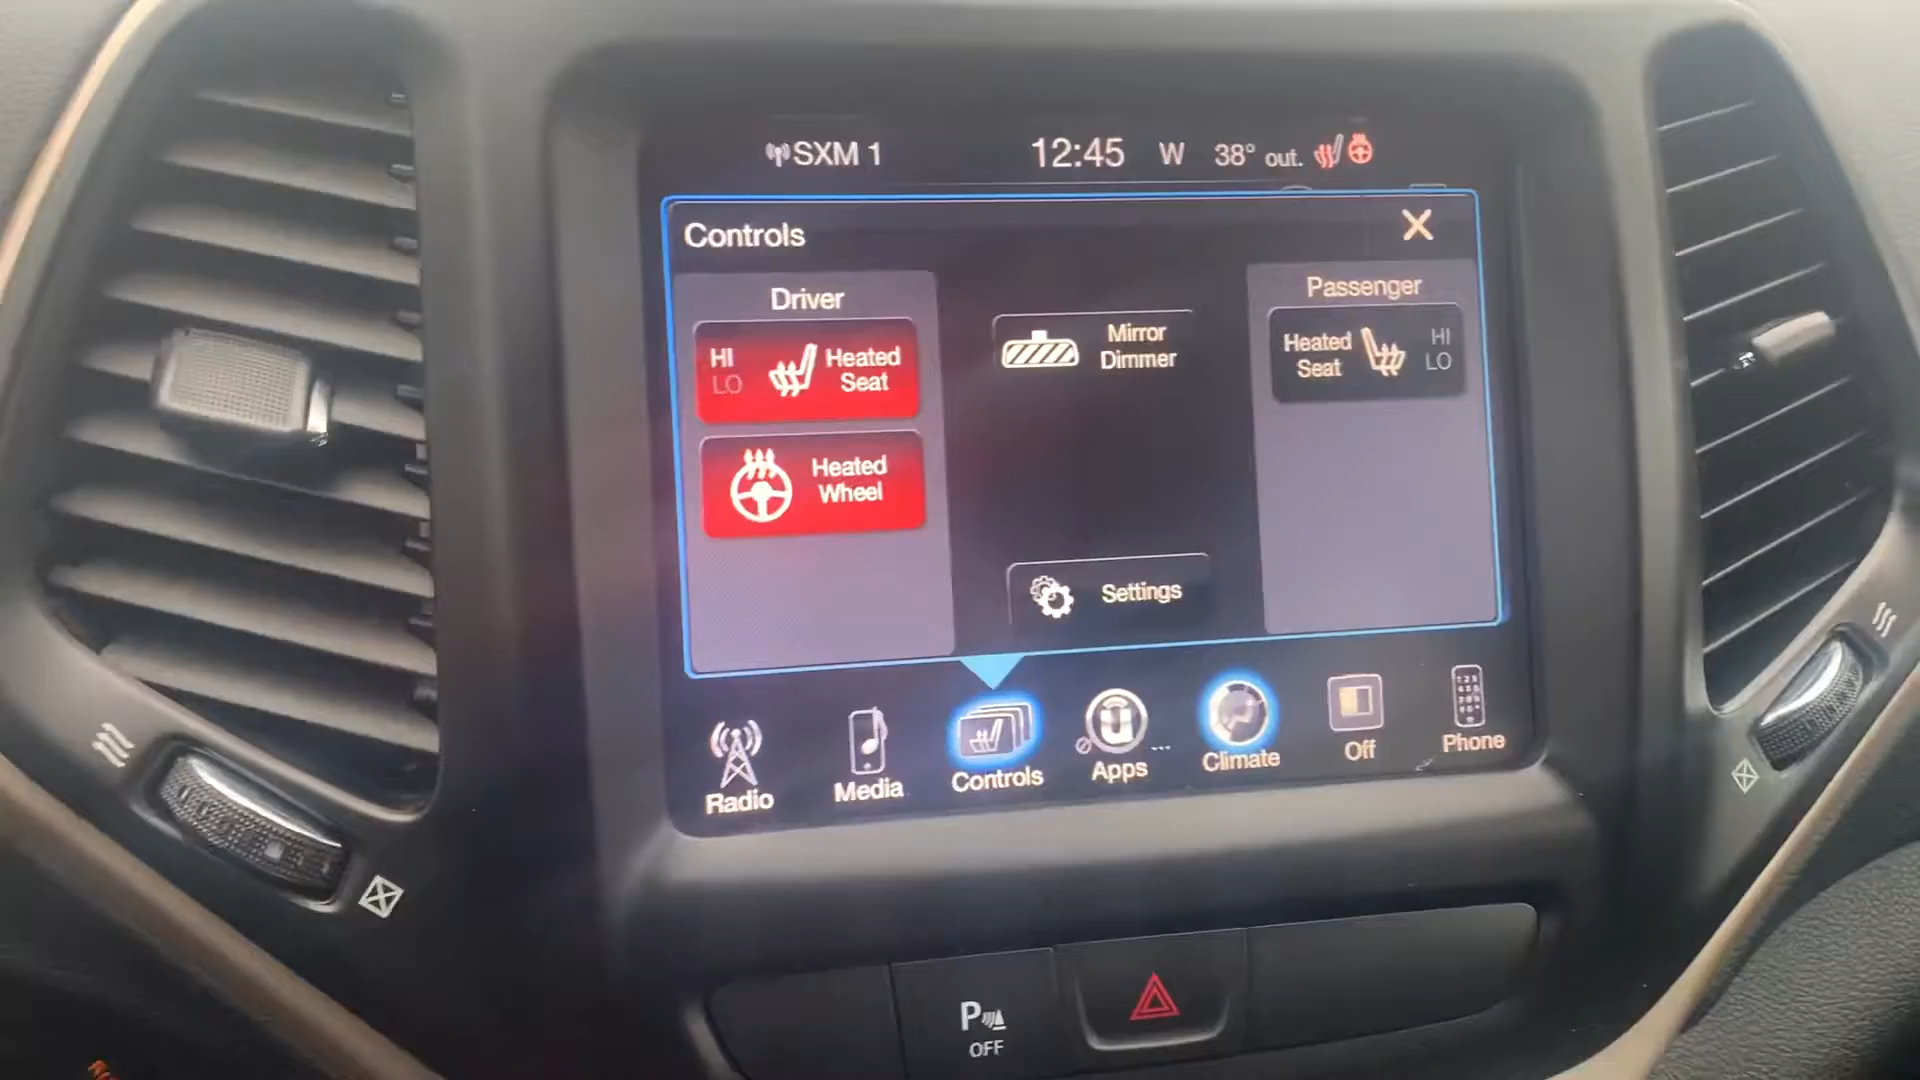 SXM 1 12:45 W 38° out.
Controls X
Driver
HI
LO
Heated
Seat
Heated
Wheel
Mirror
Dimmer
Settings
Passenger
Heated
Seat
HI
LO
Radio
Media
Controls
Apps
Climate
Off
Phone
P
OFF